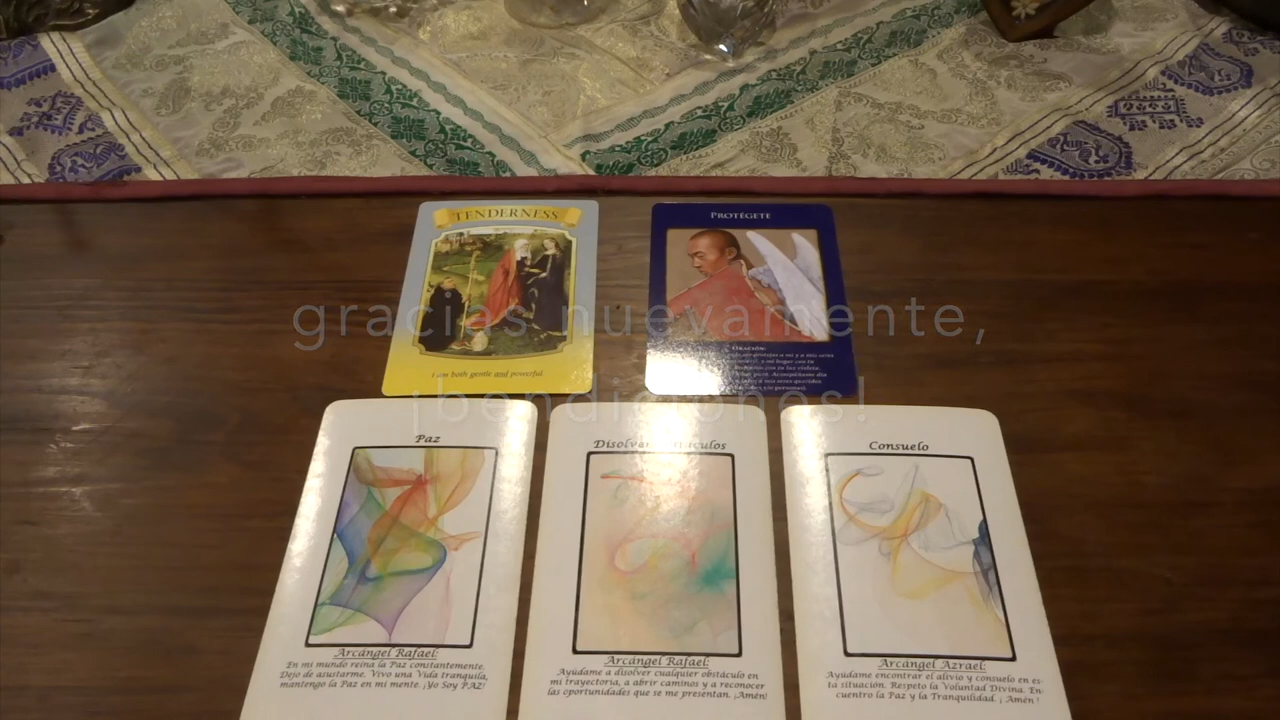 TENDERNESS
I am both gentle and powerful.
PROTÉGETE
ORACIÓN:
gracias nuevamente,
¡bendiciones!
Paz
Arcángel Rafael:
En mi mundo reina la Paz constantemente.
Dejo de asustarme. Vivo una Vida tranquila,
mantengo la Paz en mi mente. ¡Yo Soy PAZ!
Arcángel Rafael:
Ayúdame a disolver cualquier obstáculo en
mi trayectoria, a abrir caminos y a reconocer
las oportunidades que se me presentan. ¡Amén!
Consuelo
Arcángel Azrael:
Ayúdame encontrar el alivio y consuelo en es-
ta situación. Respeto la Voluntad Divina. En-
cuentro la Paz y la Tranquilidad. ¡ Amén !